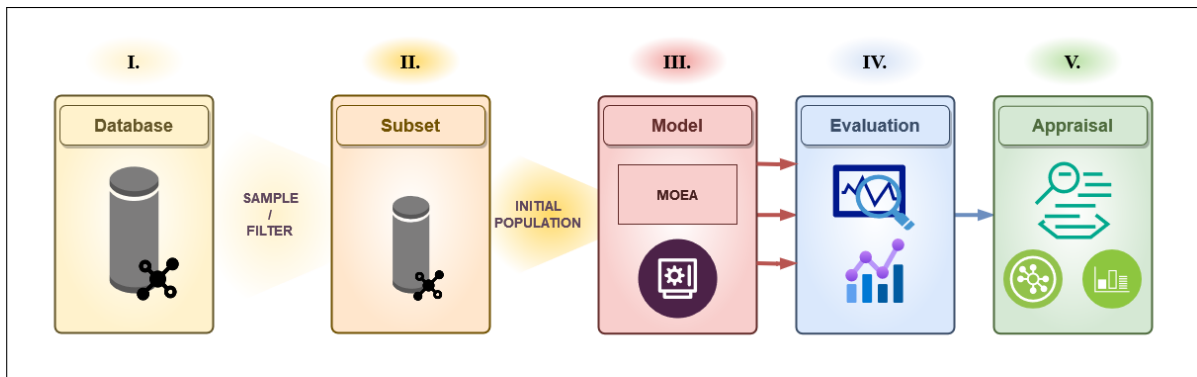 I.
II.
III.
IV.
V.
Database
Subset
Model
Evaluation
Appraisal
SAMPLE
/
FILTER
INITIAL
POPULATION
MOEA